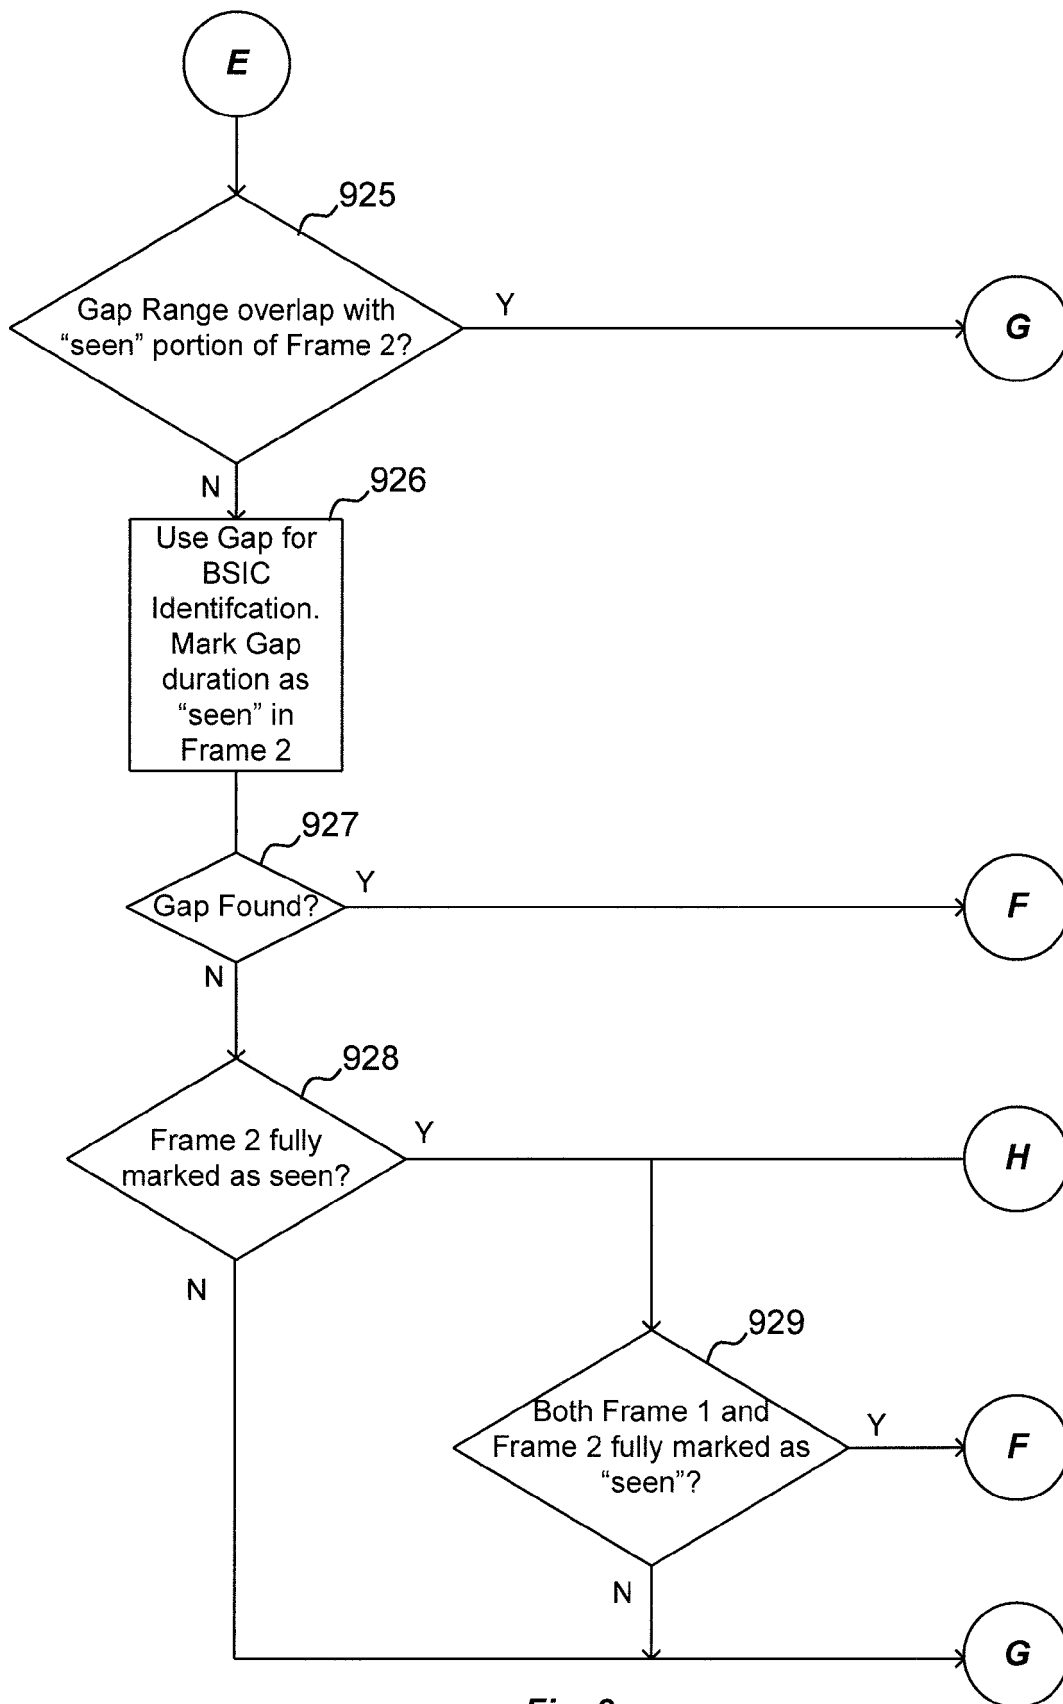 E
925
Gap Range overlap with
“seen” portion of Frame 2?
Y
G
N
926
Use Gap for
BSIC
Identifcation.
Mark Gap
duration as
“seen” in
Frame 2
927
Gap Found?
Y
F
N
928
Frame 2 fully
marked as seen?
Y
H
N
929
Both Frame 1 and
Frame 2 fully marked as
“seen”?
Y
F
N
G